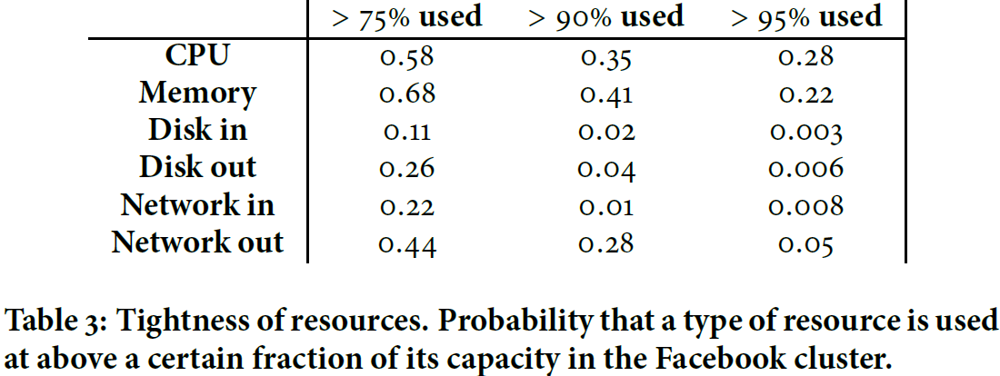 > 75% used > 90% used > 95% used
CPU 0.58 0.35 0.28
Memory 0.68 0.41 0.22
Disk in 0.11 0.02 0.003
Disk out 0.26 0.04 0.006
Network in 0.22 0.01 0.008
Network out 0.44 0.28 0.05
Table 3: Tightness of resources. Probability that a type of resource is used
at above a certain fraction of its capacity in the Facebook cluster.